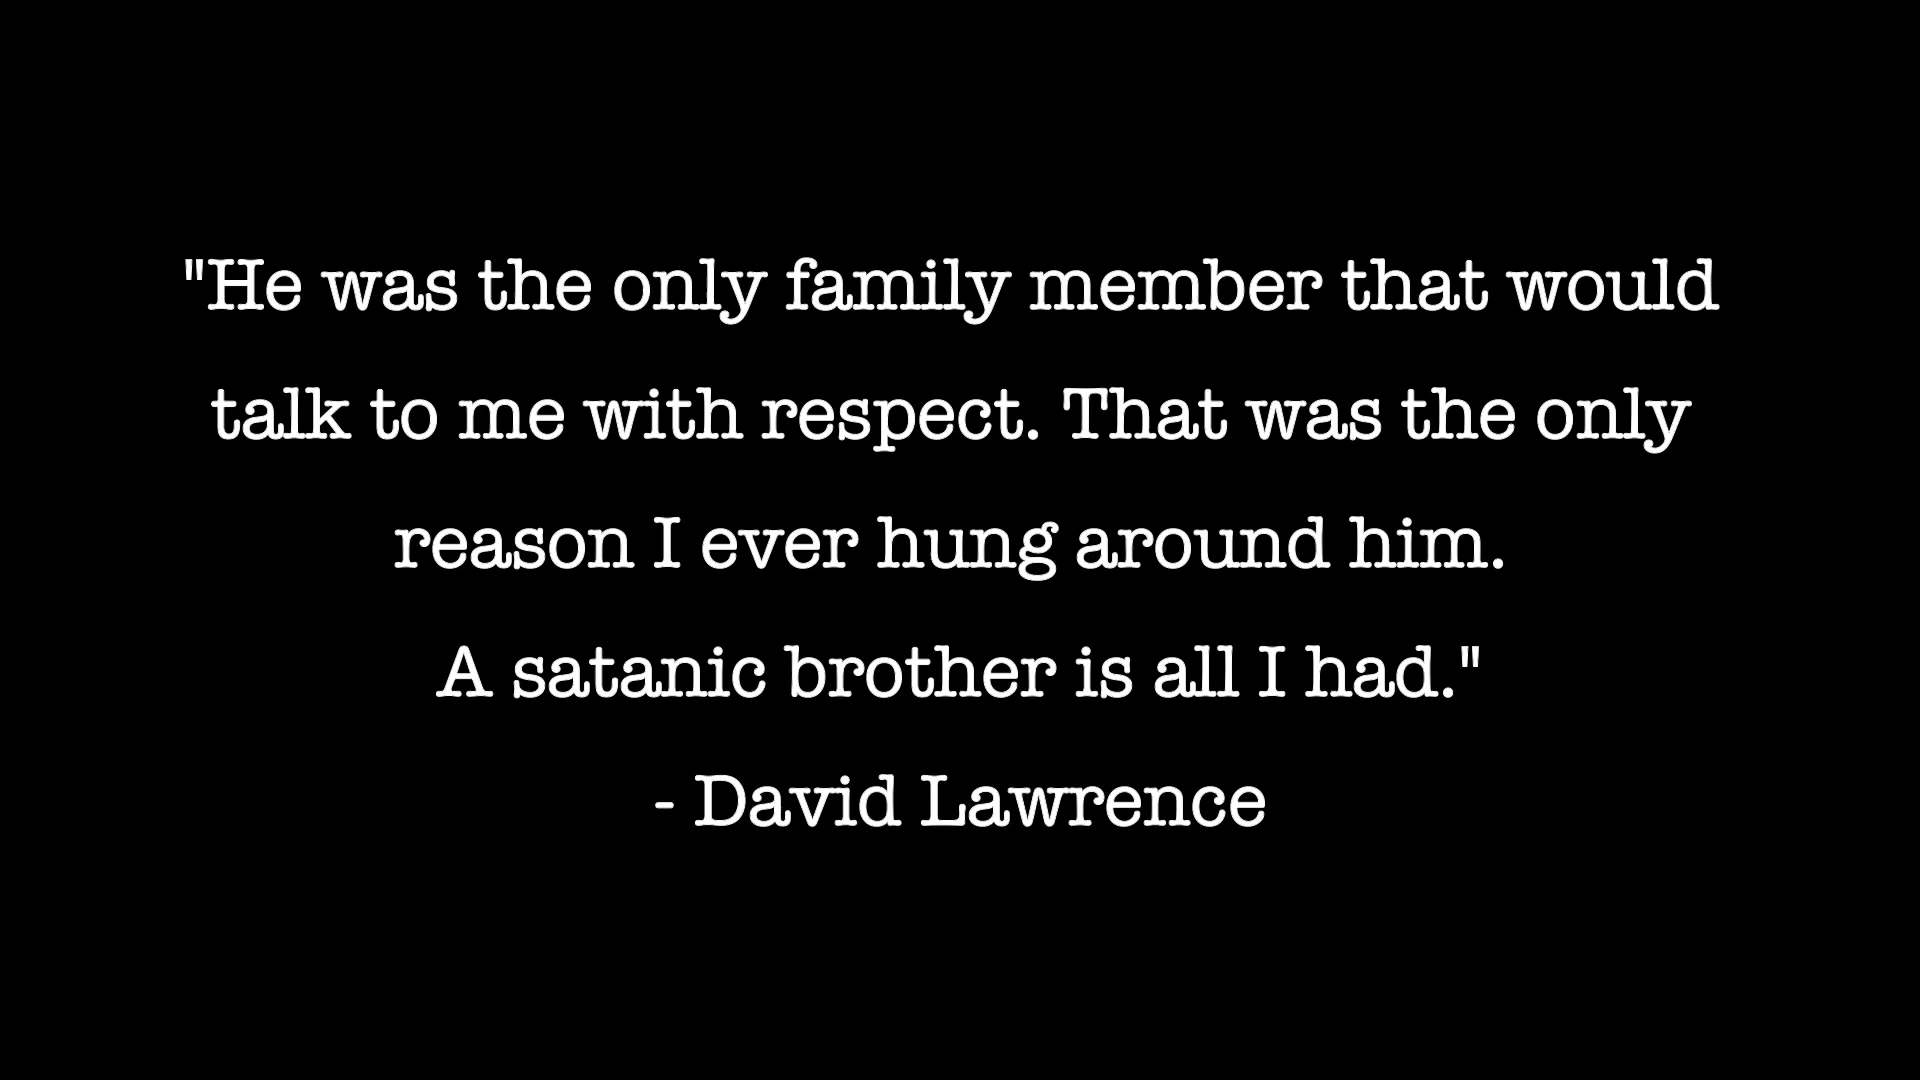 "He was the only family member that would
talk to me with respect. That was the only
reason I ever hung around him.
A satanic brother is all I had."
- David Lawrence